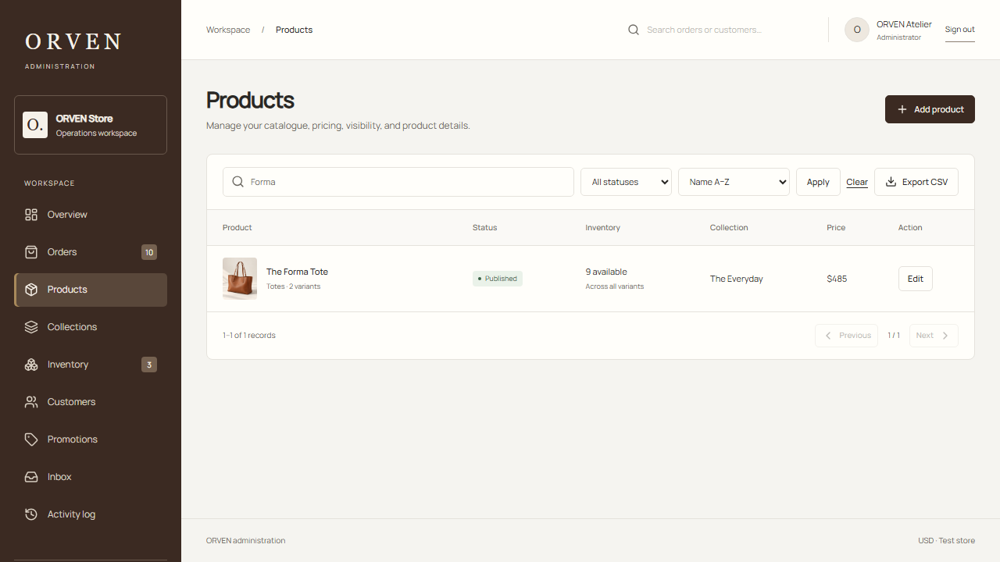 ORVEN
ADMINISTRATION
O.
ORVEN Store
Operations workspace
WORKSPACE
Overview
Orders
10
Products
Collections
Inventory
3
Customers
Promotions
Inbox
Activity log
Workspace / Products
Search orders or customers...
O
ORVEN Atelier
Administrator
Sign out
Products
Manage your catalogue, pricing, visibility, and product details.
Add product
Forma
All statuses
Name A–Z
Apply
Clear
Export CSV
Product Status Inventory Collection Price Action
The Forma Tote
Totes · 2 variants
Published
9 available
Across all variants
The Everyday
$485
Edit
1–1 of 1 records
Previous
1 / 1
Next
ORVEN administration
USD · Test store